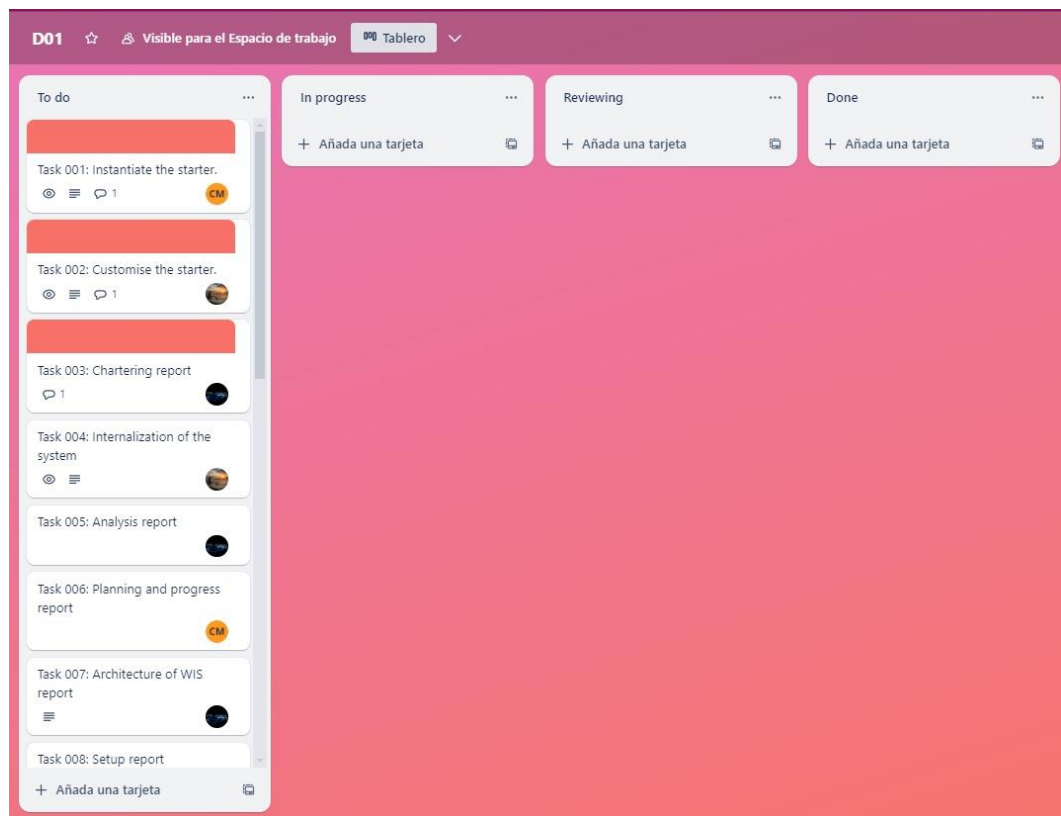 D01 Visible para el Espacio de trabajo Tablero
To do
Task 001: Instantiate the starter.
1 CM
Task 002: Customise the starter.
1
Task 003: Chartering report
1
Task 004: Internalization of the
system
Task 005: Analysis report
Task 006: Planning and progress
report
CM
Task 007: Architecture of WIS
report
Task 008: Setup report
+ Añada una tarjeta
In progress
+ Añada una tarjeta
Reviewing
+ Añada una tarjeta
Done
+ Añada una tarjeta